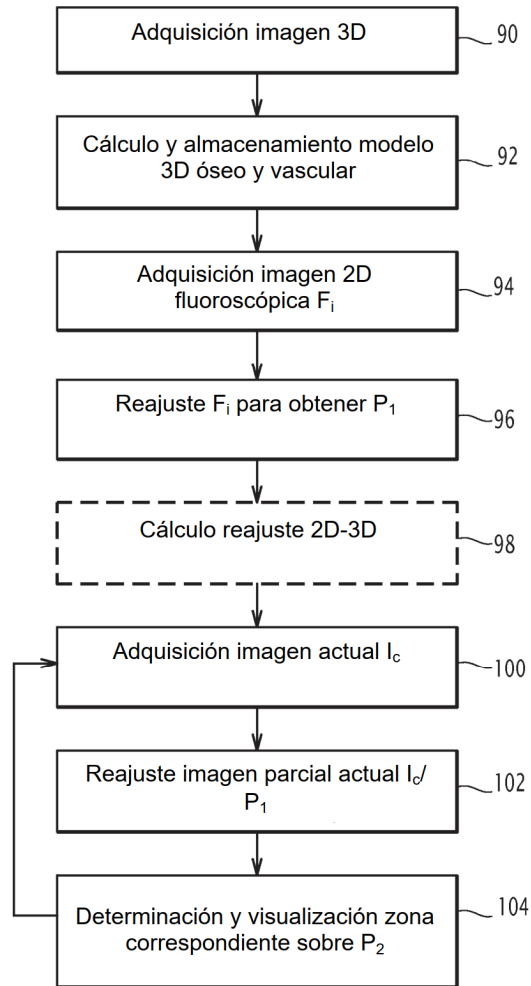 Adquisición imagen 3D
90
Cálculo y almacenamiento modelo
3D óseo y vascular
92
Adquisición imagen 2D
fluoroscópica Fi
94
Reajuste Fi para obtener P1
96
Cálculo reajuste 2D-3D
98
Adquisición imagen actual Ic
100
Reajuste imagen parcial actual Ic/
P1
102
Determinación y visualización zona
correspondiente sobre P2
104